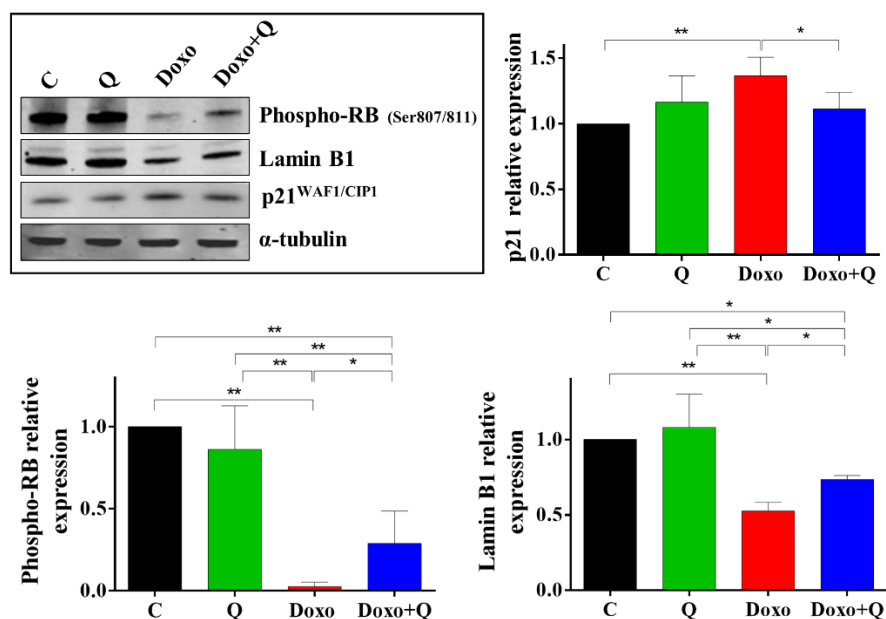 C Q Doxo Doxo+Q
Phospho-RB (Ser807/811)
Lamin B1
p21WAF1/CIP1
α-tubulin
** *
p21 relative expression
1.5
1.0
0.5
0.0
C Q Doxo Doxo+Q
**
**
** *
**
Phospho-RB relative
expression
1.0
0.5
0.0
C Q Doxo Doxo+Q
*
*
** *
**
Lamin B1 relative
expression
1.0
0.5
0.0
C Q Doxo Doxo+Q